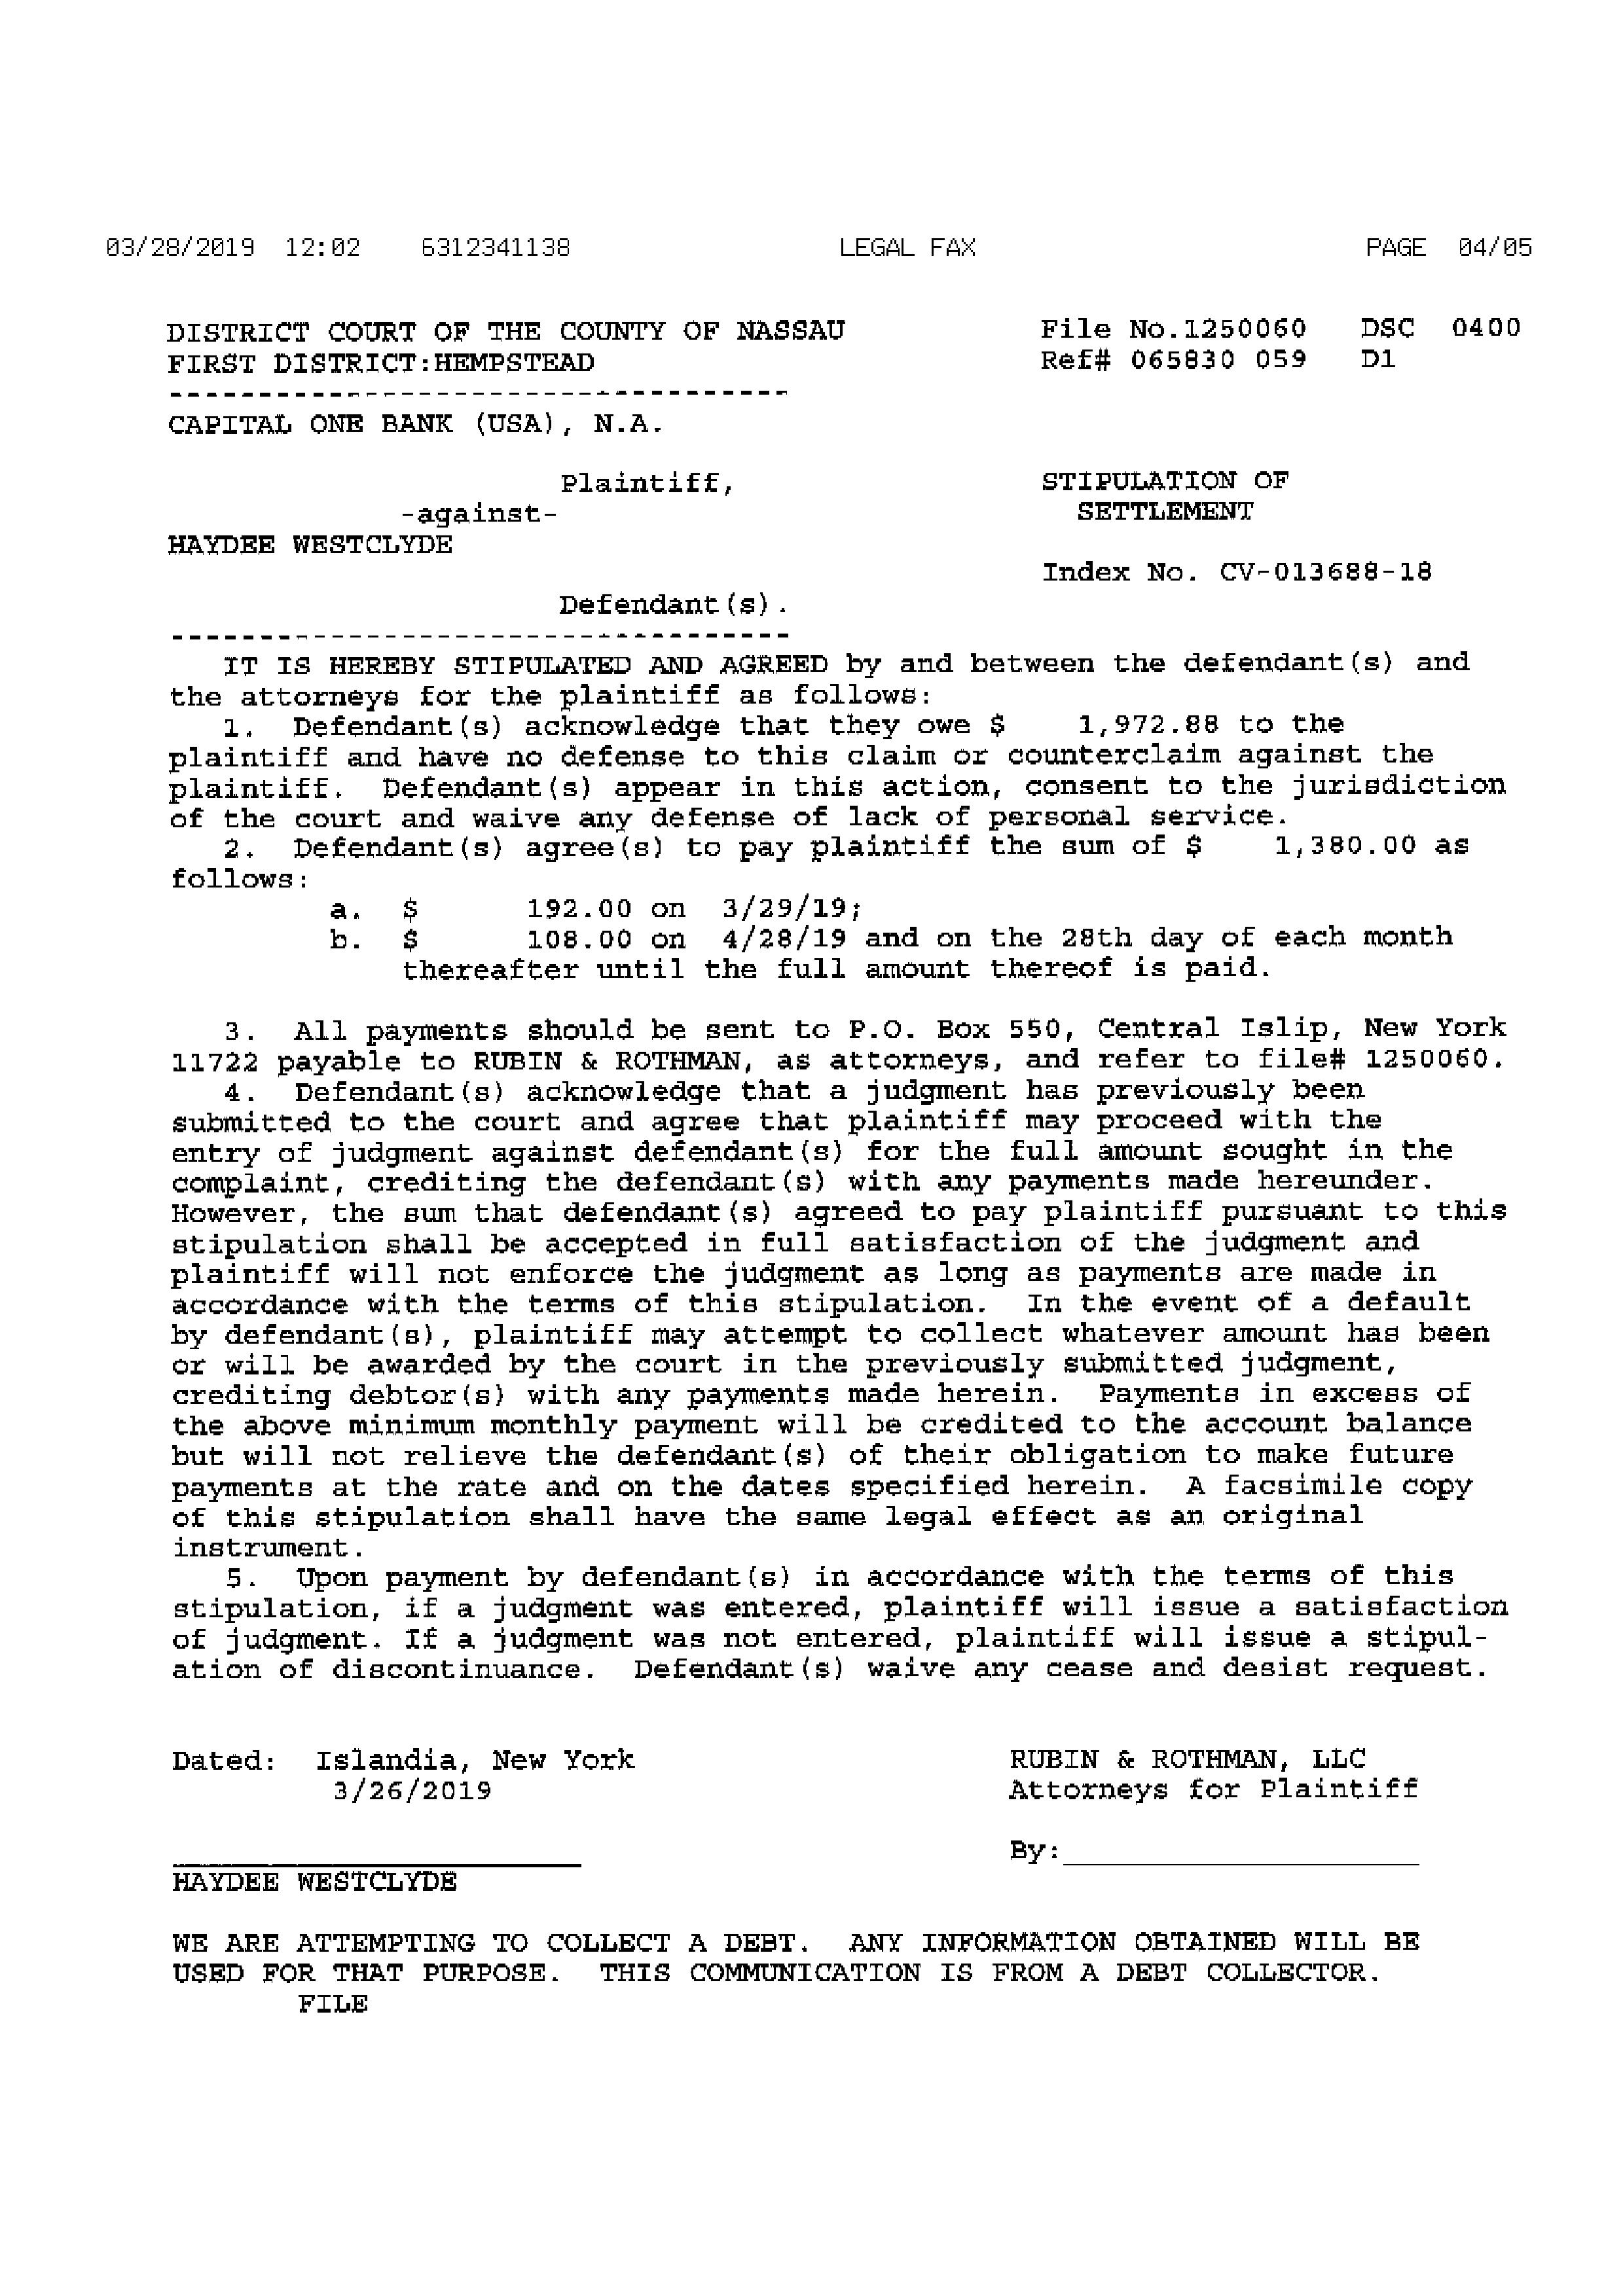 03/28/2019 12:02 6312341138 LEGAL FAX PAGE 04/05
DISTRICT COURT OF THE COUNTY OF NASSAU File No.1250060 DSC 0400
FIRST DISTRICT:HEMPSTEAD Ref# 065830 059 D1
-----------------------------------
CAPITAL ONE BANK (USA), N.A.
Plaintiff, STIPULATION OF
-against- SETTLEMENT
HAYDEE WESTCLYDE
Index No. CV-013688-18
Defendant(s).
-----------------------------------
IT IS HEREBY STIPULATED AND AGREED by and between the defendant(s) and
the attorneys for the plaintiff as follows:
1. Defendant(s) acknowledge that they owe $ 1,972.88 to the
plaintiff and have no defense to this claim or counterclaim against the
plaintiff. Defendant(s) appear in this action, consent to the jurisdiction
of the court and waive any defense of lack of personal service.
2. Defendant(s) agree(s) to pay plaintiff the sum of $ 1,380.00 as
follows:
a. $ 192.00 on 3/29/19;
b. $ 108.00 on 4/28/19 and on the 28th day of each month
thereafter until the full amount thereof is paid.
3. All payments should be sent to P.O. Box 550, Central Islip, New York
11722 payable to RUBIN & ROTHMAN, as attorneys, and refer to file# 1250060.
4. Defendant(s) acknowledge that a judgment has previously been
submitted to the court and agree that plaintiff may proceed with the
entry of judgment against defendant(s) for the full amount sought in the
complaint, crediting the defendant(s) with any payments made hereunder.
However, the sum that defendant(s) agreed to pay plaintiff pursuant to this
stipulation shall be accepted in full satisfaction of the judgment and
plaintiff will not enforce the judgment as long as payments are made in
accordance with the terms of this stipulation. In the event of a default
by defendant(s), plaintiff may attempt to collect whatever amount has been
or will be awarded by the court in the previously submitted judgment,
crediting debtor(s) with any payments made herein. Payments in excess of
the above minimum monthly payment will be credited to the account balance
but will not relieve the defendant(s) of their obligation to make future
payments at the rate and on the dates specified herein. A facsimile copy
of this stipulation shall have the same legal effect as an original
instrument.
5. Upon payment by defendant(s) in accordance with the terms of this
stipulation, if a judgment was entered, plaintiff will issue a satisfaction
of judgment. If a judgment was not entered, plaintiff will issue a stipul-
ation of discontinuance. Defendant(s) waive any cease and desist request.
Dated: Islandia, New York RUBIN & ROTHMAN, LLC
3/26/2019 Attorneys for Plaintiff
By:
HAYDEE WESTCLYDE
WE ARE ATTEMPTING TO COLLECT A DEBT. ANY INFORMATION OBTAINED WILL BE
USED FOR THAT PURPOSE. THIS COMMUNICATION IS FROM A DEBT COLLECTOR.
FILE